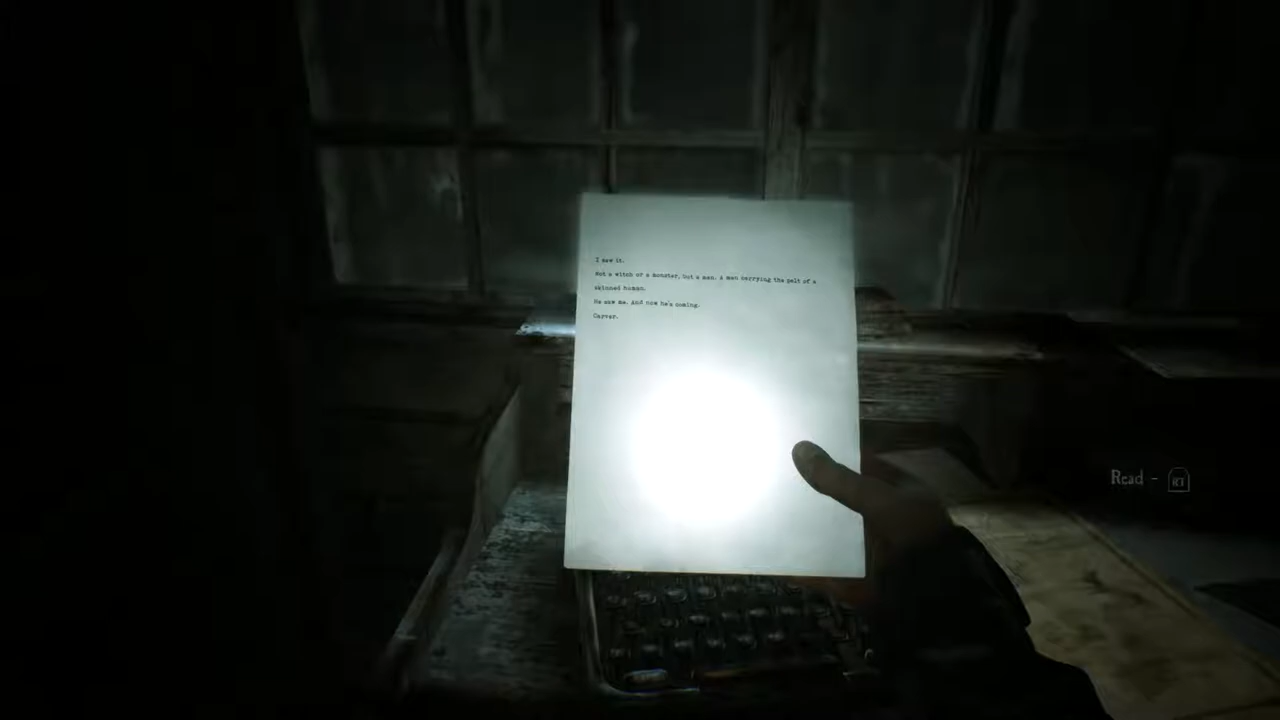 I saw it.
Not a witch or a monster, but a man. A man carrying the pelt of a
skinned human.
He saw me. And now he's coming.
Carver.
Read - RT